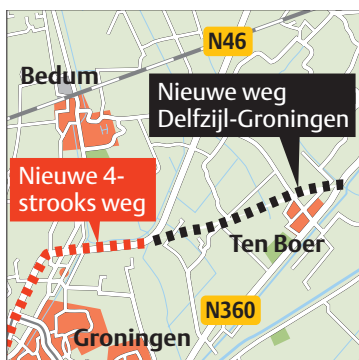 N46
Bedum
Nieuwe weg
Delfzijl-Groningen
Nieuwe 4-
strooks weg
Ten Boer
N360
Groningen